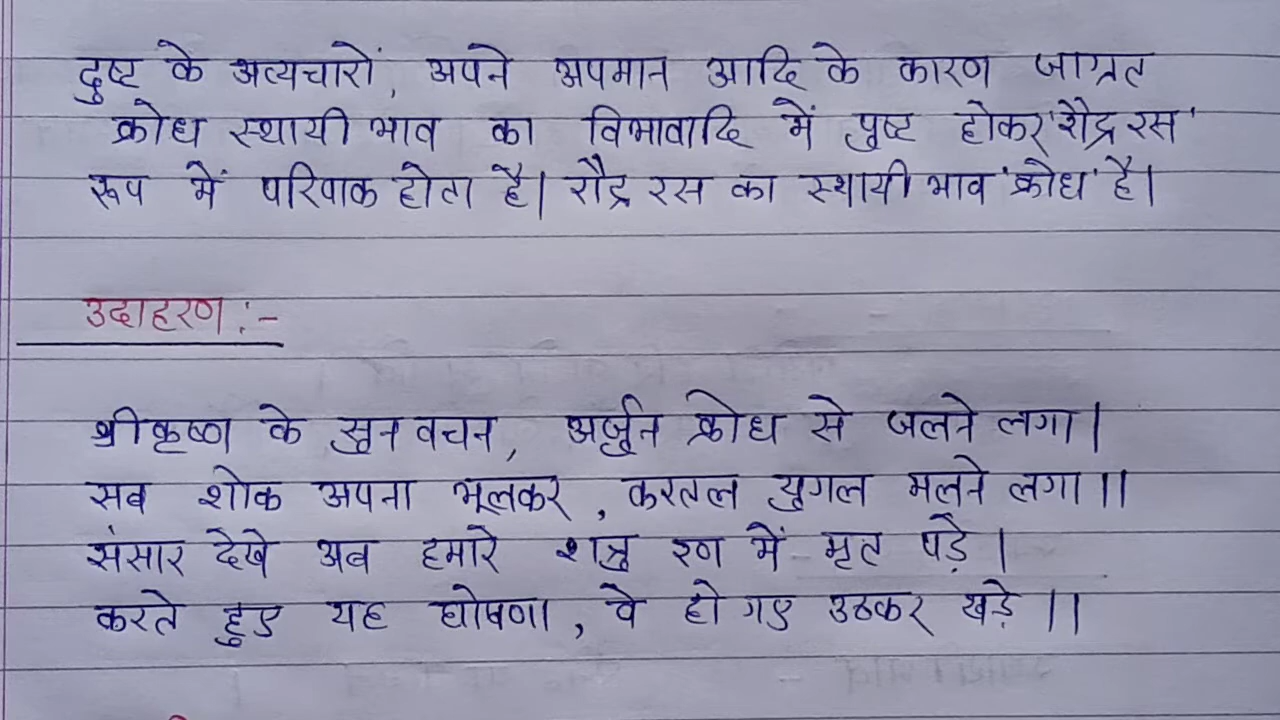 दुष्ट के अत्यचारों, अपने अपमान आदि के कारण जाग्रत
क्रोध स्थायी भाव का विभावादि में पुष्ट होकर 'रौद्र रस'
रूप में परिपाक होता है। रौद्र रस का स्थायी भाव 'क्रोध' है।
उदाहरण :-
श्रीकृष्ण के सुन वचन, अर्जुन क्रोध से जलने लगा।
सब शोक अपना भूलकर, करतल युगल मलने लगा।।
संसार देखे अब हमारे शत्रु रण में मृत पड़े।
करते हुए यह घोषणा, वे हो गए उठकर खड़े।।